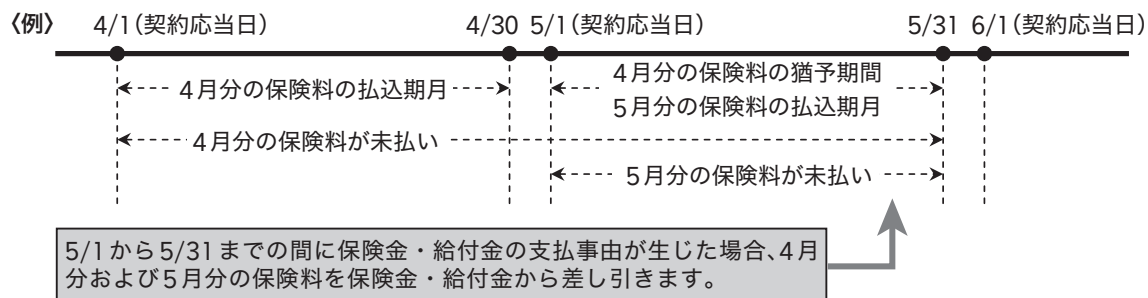 〈例〉 4/1(契約応当日) 4/30 5/1(契約応当日) 5/31 6/1(契約応当日)
4月分の保険料の払込期月
4月分の保険料の猶予期間
5月分の保険料の払込期月
4月分の保険料が未払い
5月分の保険料が未払い
5/1から5/31までの間に保険金・給付金の支払事由が生じた場合、4月
分および5月分の保険料を保険金・給付金から差し引きます。